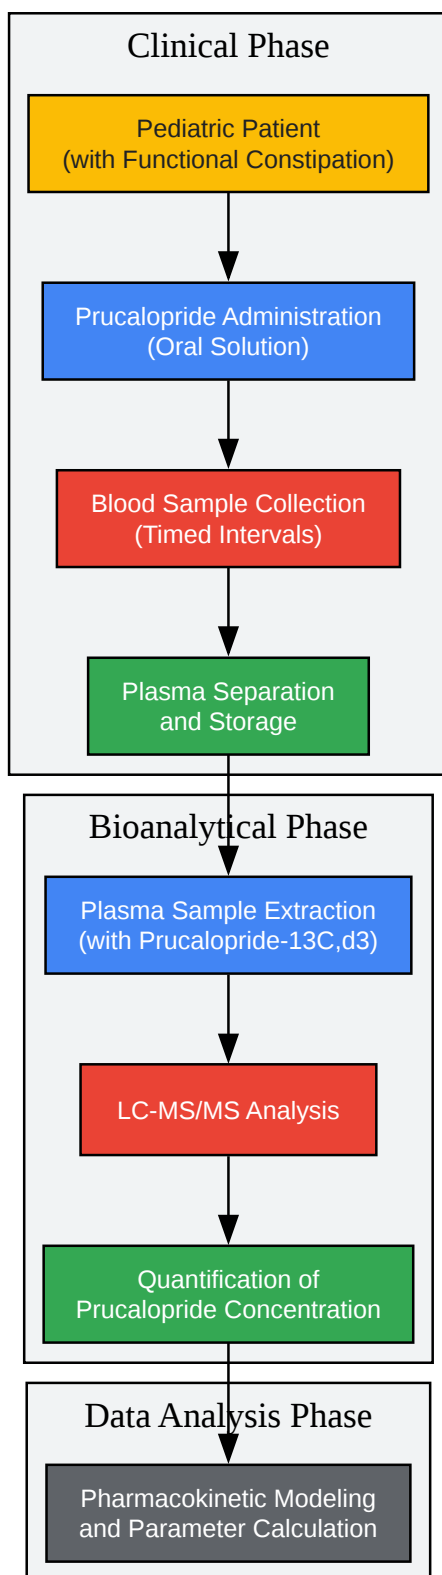 Clinical Phase
Pediatric Patient
(with Functional Constipation)
Prucalopride Administration
(Oral Solution)
Blood Sample Collection
(Timed Intervals)
Plasma Separation
and Storage
Bioanalytical Phase
Plasma Sample Extraction
(with Prucalopride-13C,d3)
LC-MS/MS Analysis
Quantification of
Prucalopride Concentration
Data Analysis Phase
Pharmacokinetic Modeling
and Parameter Calculation